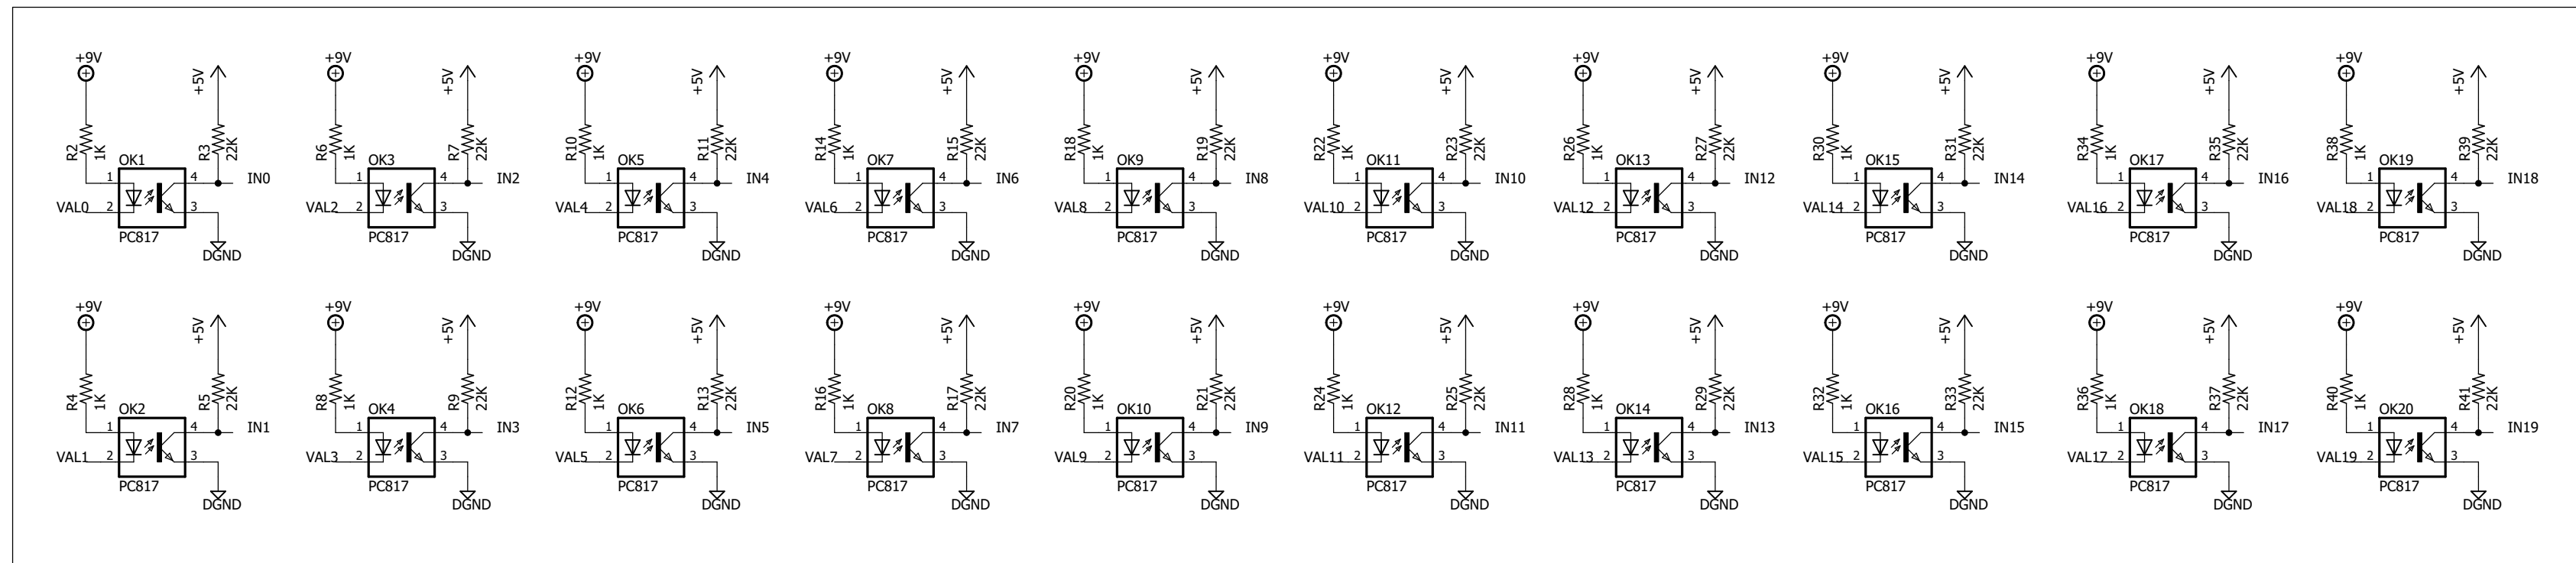 +9V +5V +9V +5V +9V +5V +9V +5V +9V +5V +9V +5V +9V +5V +9V +5V +9V +5V +9V +5V
R2 1K R3 22K R6 1K R7 22K R10 1K R11 22K R14 1K R15 22K R18 1K R19 22K R22 1K R23 22K R26 1K R27 22K R30 1K R31 22K R34 1K R35 22K R38 1K R39 22K
OK1 OK3 OK5 OK7 OK9 OK11 OK13 OK15 OK17 OK19
1 4 IN0 1 4 IN2 1 4 IN4 1 4 IN6 1 4 IN8 1 4 IN10 1 4 IN12 1 4 IN14 1 4 IN16 1 4 IN18
VAL0 2 3 VAL2 2 3 VAL4 2 3 VAL6 2 3 VAL8 2 3 VAL10 2 3 VAL12 2 3 VAL14 2 3 VAL16 2 3 VAL18 2 3
PC817 PC817 PC817 PC817 PC817 PC817 PC817 PC817 PC817 PC817
DGND DGND DGND DGND DGND DGND DGND DGND DGND DGND
+9V +5V +9V +5V +9V +5V +9V +5V +9V +5V +9V +5V +9V +5V +9V +5V +9V +5V +9V +5V
R4 1K R5 22K R8 1K R9 22K R12 1K R13 22K R16 1K R17 22K R20 1K R21 22K R24 1K R25 22K R28 1K R29 22K R32 1K R33 22K R36 1K R37 22K R40 1K R41 22K
OK2 OK4 OK6 OK8 OK10 OK12 OK14 OK16 OK18 OK20
1 4 IN1 1 4 IN3 1 4 IN5 1 4 IN7 1 4 IN9 1 4 IN11 1 4 IN13 1 4 IN15 1 4 IN17 1 4 IN19
VAL1 2 3 VAL3 2 3 VAL5 2 3 VAL7 2 3 VAL9 2 3 VAL11 2 3 VAL13 2 3 VAL15 2 3 VAL17 2 3 VAL19 2 3
PC817 PC817 PC817 PC817 PC817 PC817 PC817 PC817 PC817 PC817
DGND DGND DGND DGND DGND DGND DGND DGND DGND DGND